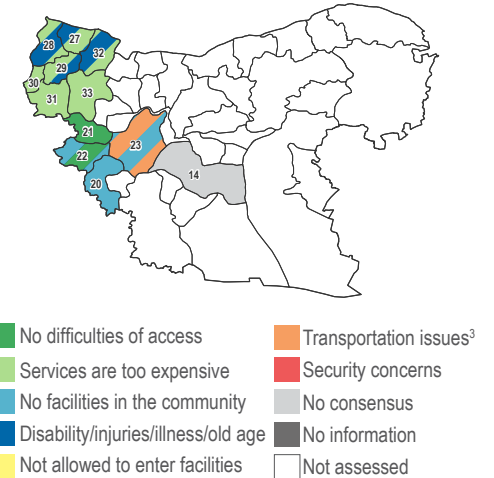 27
28
32
29
30
33
31
21
23
22
14
20
No difficulties of access
Services are too expensive
No facilities in the community
Disability/injuries/illness/old age
Not allowed to enter facilities
Transportation issues³
Security concerns
No consensus
No information
Not assessed